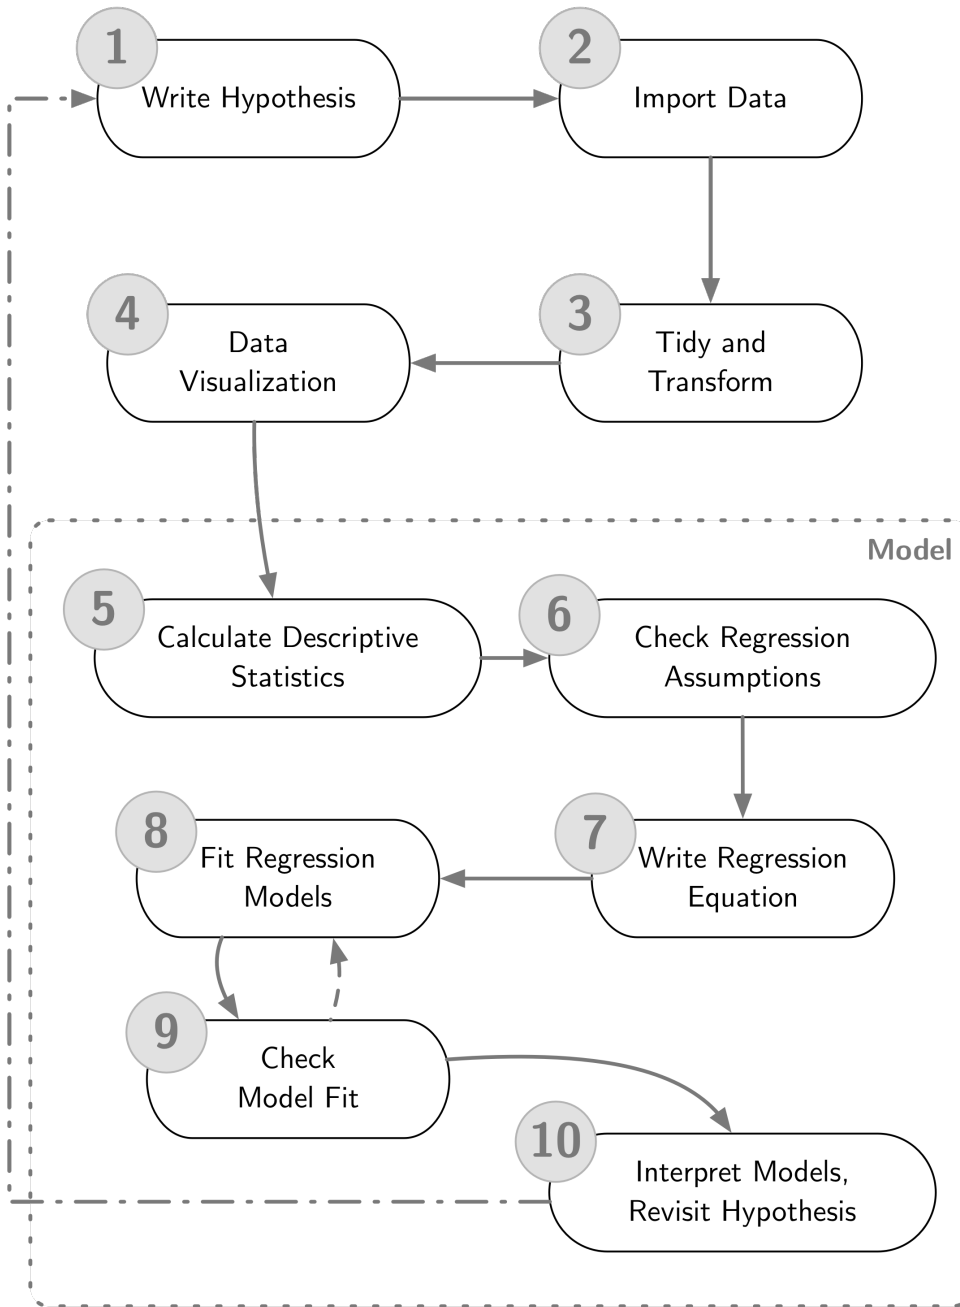 1
Write Hypothesis
2
Import Data
3
Tidy and
Transform
4
Data
Visualization
Model
5
Calculate Descriptive
Statistics
6
Check Regression
Assumptions
7
Write Regression
Equation
8
Fit Regression
Models
9
Check
Model Fit
10
Interpret Models,
Revisit Hypothesis